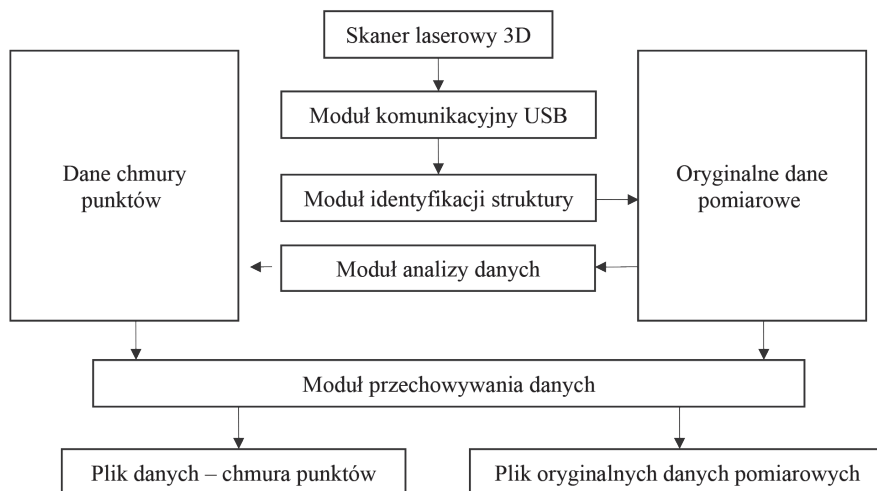 Skaner laserowy 3D
Moduł komunikacyjny USB
Dane chmury
punktów
Moduł identyfikacji struktury
Oryginalne dane
pomiarowe
Moduł analizy danych
Moduł przechowywania danych
Plik danych – chmura punktów
Plik oryginalnych danych pomiarowych